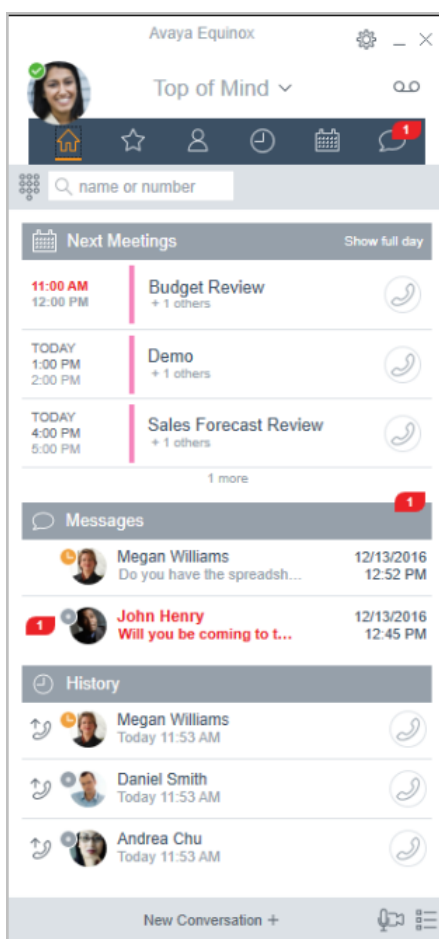 Avaya Equinox
Top of Mind
1
name or number
Next Meetings Show full day
11:00 AM
12:00 PM
Budget Review
+ 1 others
TODAY
1:00 PM
2:00 PM
Demo
+ 1 others
TODAY
4:00 PM
5:00 PM
Sales Forecast Review
+ 1 others
1 more
1
Messages
Megan Williams
Do you have the spreadsh...
12/13/2016
12:52 PM
1
John Henry
Will you be coming to t...
12/13/2016
12:45 PM
History
Megan Williams
Today 11:53 AM
Daniel Smith
Today 11:53 AM
Andrea Chu
Today 11:53 AM
New Conversation +